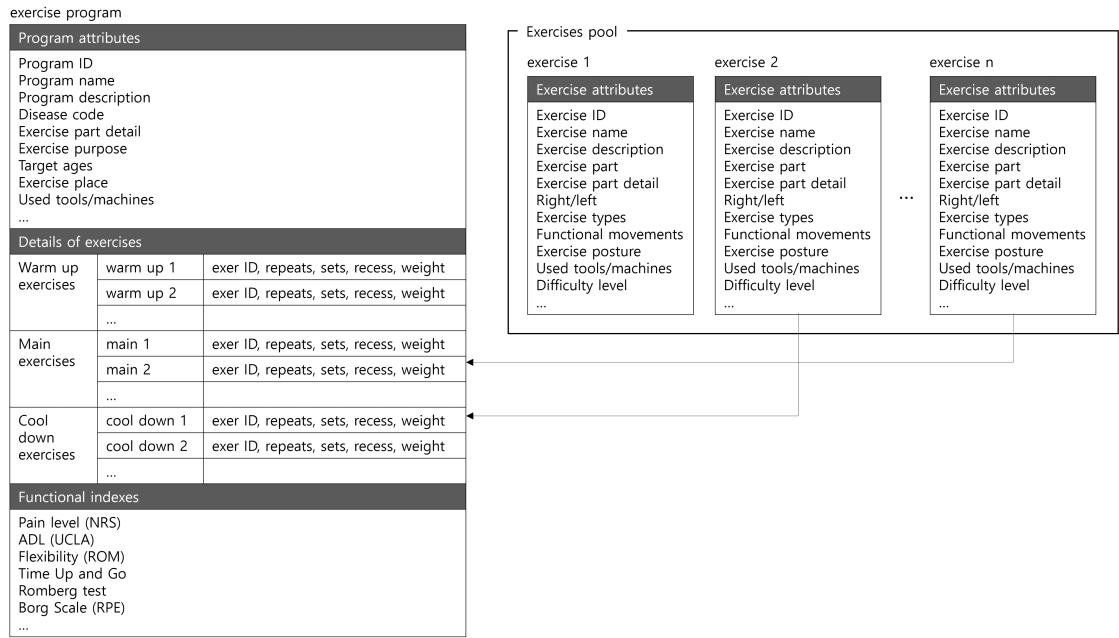 exercise program
Program attributes
Program ID
Program name
Program description
Disease code
Exercise part detail
Exercise purpose
Target ages
Exercise place
Used tools/machines
...
Details of exercises
Warm up
exercises
warm up 1
exer ID, repeats, sets, recess, weight
warm up 2
exer ID, repeats, sets, recess, weight
...
Main
exercises
main 1
exer ID, repeats, sets, recess, weight
main 2
exer ID, repeats, sets, recess, weight
...
Cool
down
exercises
cool down 1
exer ID, repeats, sets, recess, weight
cool down 2
exer ID, repeats, sets, recess, weight
...
Functional indexes
Pain level (NRS)
ADL (UCLA)
Flexibility (ROM)
Time Up and Go
Romberg test
Borg Scale (RPE)
...
Exercises pool
exercise 1
Exercise attributes
Exercise ID
Exercise name
Exercise description
Exercise part
Exercise part detail
Right/left
Exercise types
Functional movements
Exercise posture
Used tools/machines
Difficulty level
...
exercise 2
Exercise attributes
Exercise ID
Exercise name
Exercise description
Exercise part
Exercise part detail
Right/left
Exercise types
Functional movements
Exercise posture
Used tools/machines
Difficulty level
...
...
exercise n
Exercise attributes
Exercise ID
Exercise name
Exercise description
Exercise part
Exercise part detail
Right/left
Exercise types
Functional movements
Exercise posture
Used tools/machines
Difficulty level
...